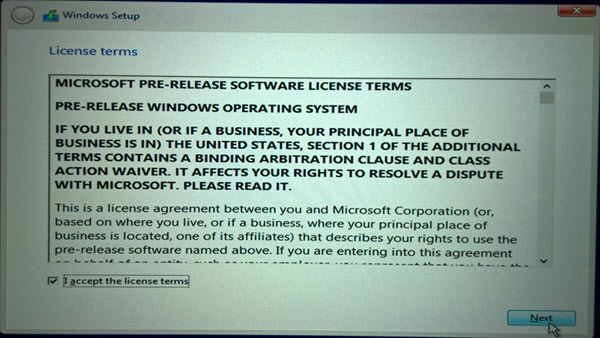 Windows Setup
License terms
MICROSOFT PRE-RELEASE SOFTWARE LICENSE TERMS
PRE-RELEASE WINDOWS OPERATING SYSTEM
IF YOU LIVE IN (OR IF A BUSINESS, YOUR PRINCIPAL PLACE OF
BUSINESS IS IN) THE UNITED STATES, SECTION 1 OF THE ADDITIONAL
TERMS CONTAINS A BINDING ARBITRATION CLAUSE AND CLASS
ACTION WAIVER. IT AFFECTS YOUR RIGHTS TO RESOLVE A DISPUTE
WITH MICROSOFT. PLEASE READ IT.
This is a license agreement between you and Microsoft Corporation (or,
based on where you live, or if a business, where your principal place of
business is located, one of its affiliates) that describes your rights to use the
pre-release software named above. If you are entering into this agreement
I accept the license terms
Next